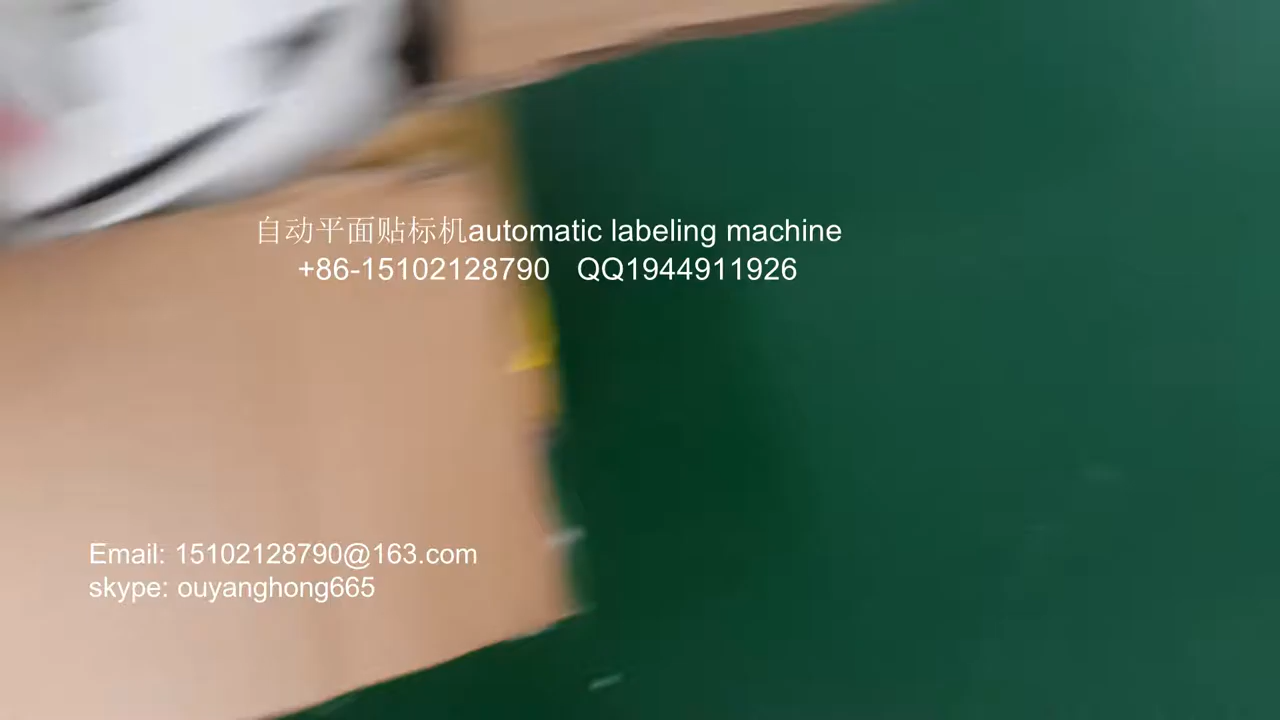 自动平面贴标机automatic labeling machine
+86-15102128790 QQ1944911926
Email: 15102128790@163.com
skype: ouyanghong665